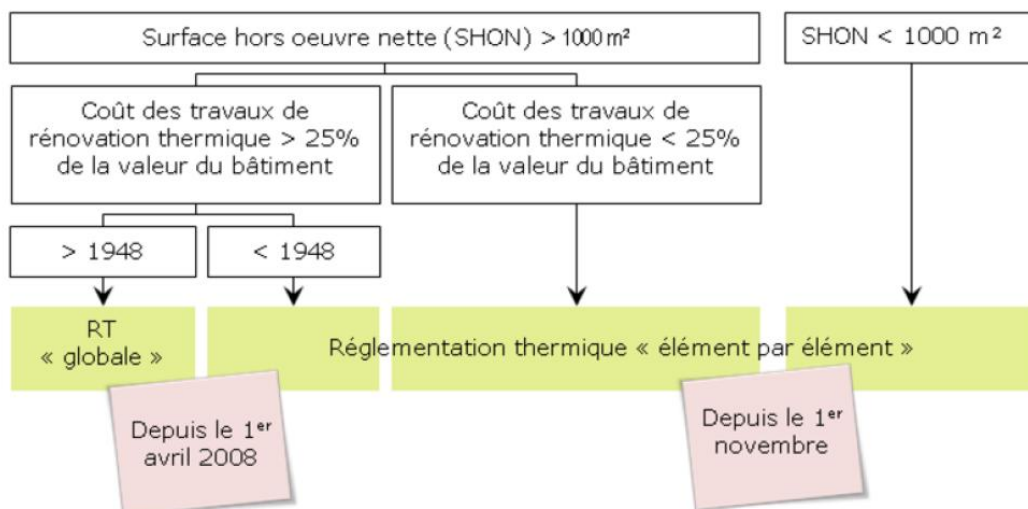 Surface hors oeuvre nette (SHON) > 1000 m²
SHON < 1000 m²
Coût des travaux de
rénovation thermique > 25%
de la valeur du bâtiment
Coût des travaux de
rénovation thermique < 25%
de la valeur du bâtiment
> 1948
< 1948
RT
« globale »
Réglementation thermique « élément par élément »
Depuis le 1er
avril 2008
Depuis le 1er
novembre